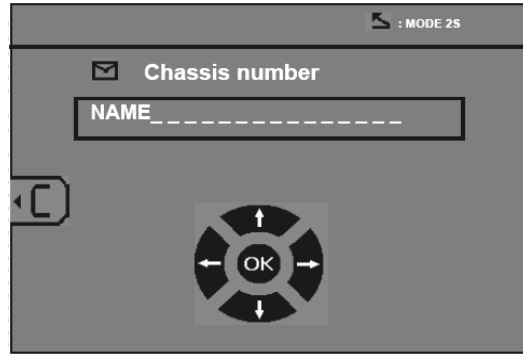 : MODE 2S
Chassis number
NAME_ _ _ _ _ _ _ _ _ _ _ _ _ _ _
C
OK